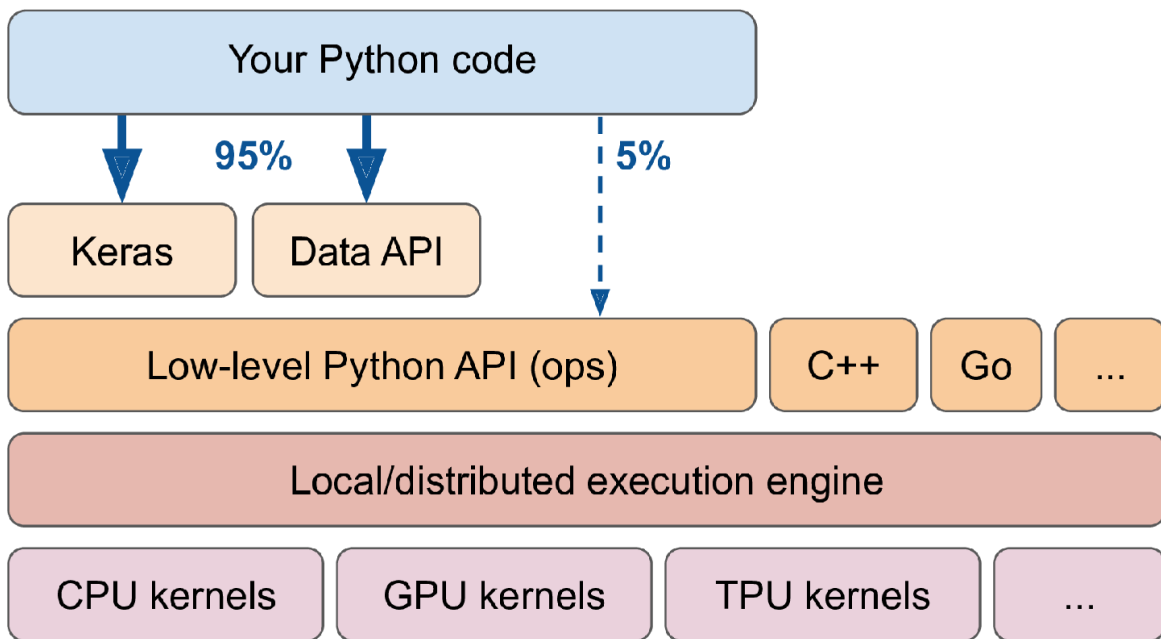 Your Python code
95%
5%
Keras
Data API
Low-level Python API (ops)
C++
Go
...
Local/distributed execution engine
CPU kernels
GPU kernels
TPU kernels
...